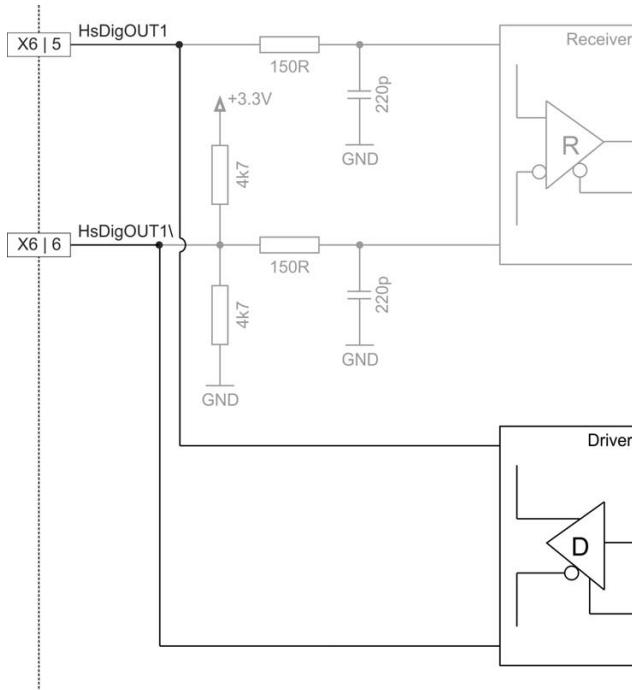 HsDigOUT1
X6 | 5
Receiver
150R
220p
+3.3V
GND
R
4k7
HsDigOUT1\
X6 | 6
150R
220p
4k7
GND
GND
Driver
D